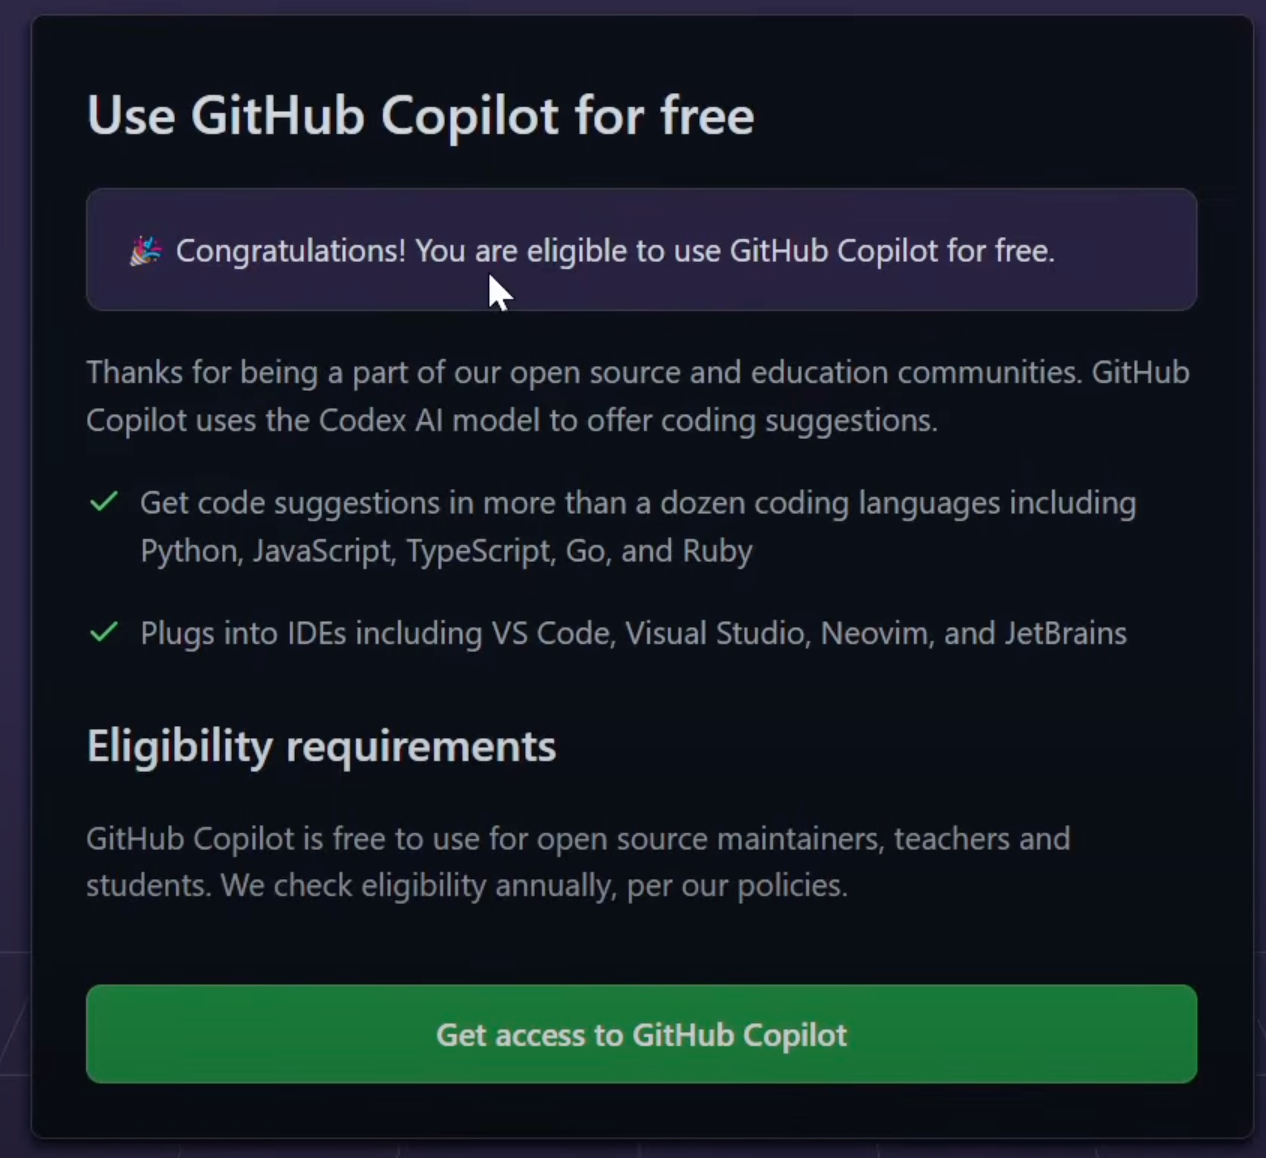 Use GitHub Copilot for free
🎉 Congratulations! You are eligible to use GitHub Copilot for free.
Thanks for being a part of our open source and education communities. GitHub
Copilot uses the Codex AI model to offer coding suggestions.
Get code suggestions in more than a dozen coding languages including
Python, JavaScript, TypeScript, Go, and Ruby
Plugs into IDEs including VS Code, Visual Studio, Neovim, and JetBrains
Eligibility requirements
GitHub Copilot is free to use for open source maintainers, teachers and
students. We check eligibility annually, per our policies.
Get access to GitHub Copilot